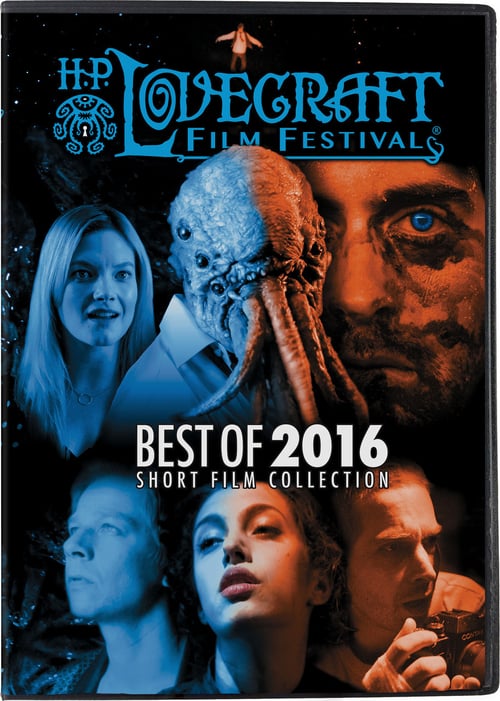 H.P. LOVECRAFT
FILM FESTIVAL®
BEST OF 2016
SHORT FILM COLLECTION